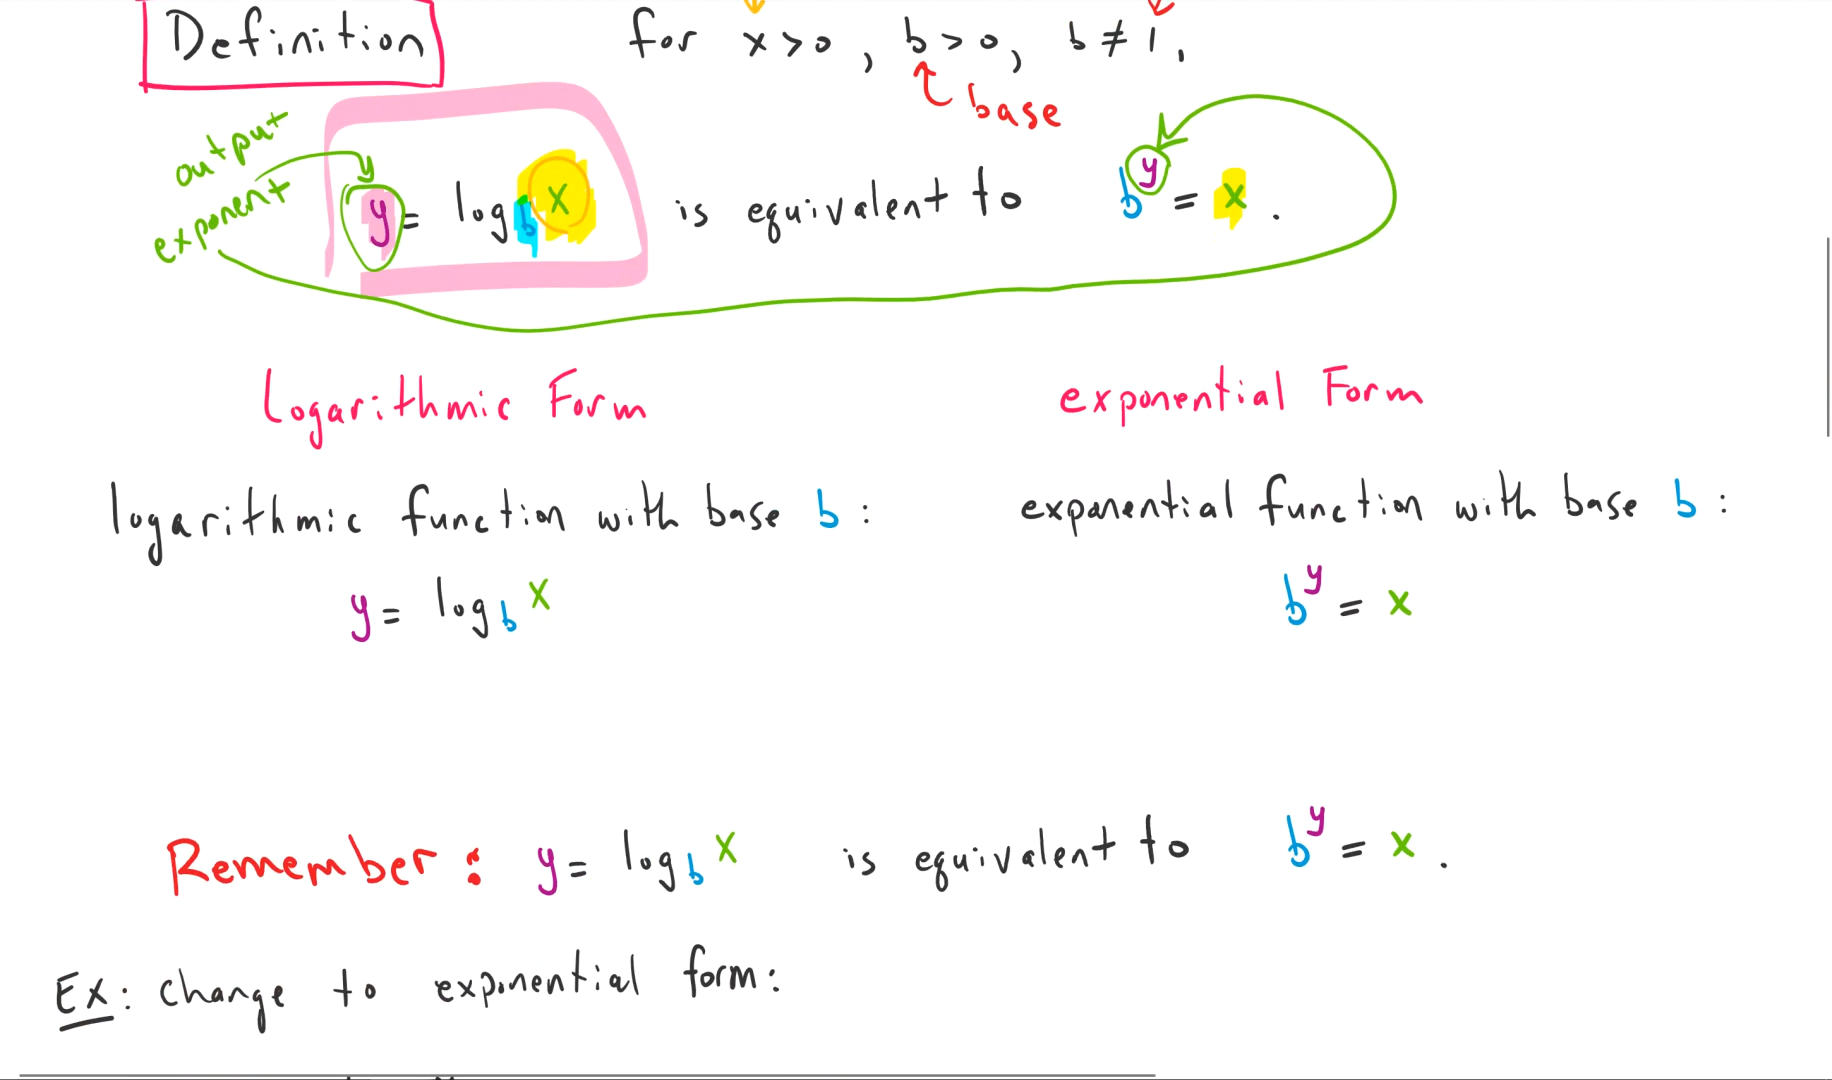 Definition for x > 0, b > 0, b ≠ 1,
base
output
exponent
y = log_b x is equivalent to b^y = x.
Logarithmic Form exponential Form
logarithmic function with base b: exponential function with base b:
y = log_b x b^y = x
Remember: y = log_b x is equivalent to b^y = x.
Ex: change to exponential form: